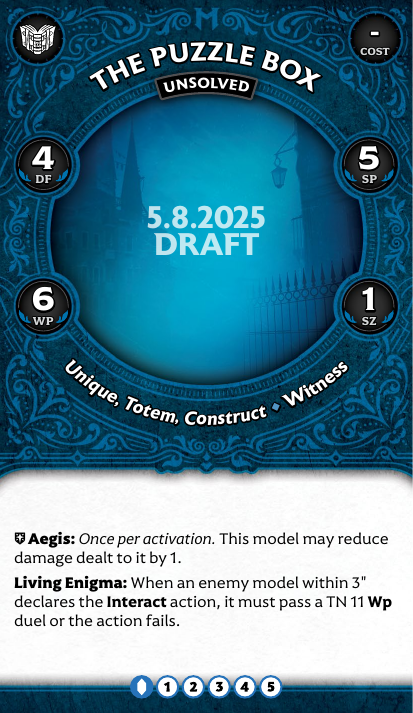 -
COST
THE PUZZLE BOX
UNSOLVED
4
DF
5
SP
5.8.2025
DRAFT
6
WP
1
SZ
Unique, Totem, Construct ◆ Witness
Aegis: Once per activation. This model may reduce
damage dealt to it by 1.
Living Enigma: When an enemy model within 3"
declares the Interact action, it must pass a TN 11 Wp
duel or the action fails.
1 2 3 4 5